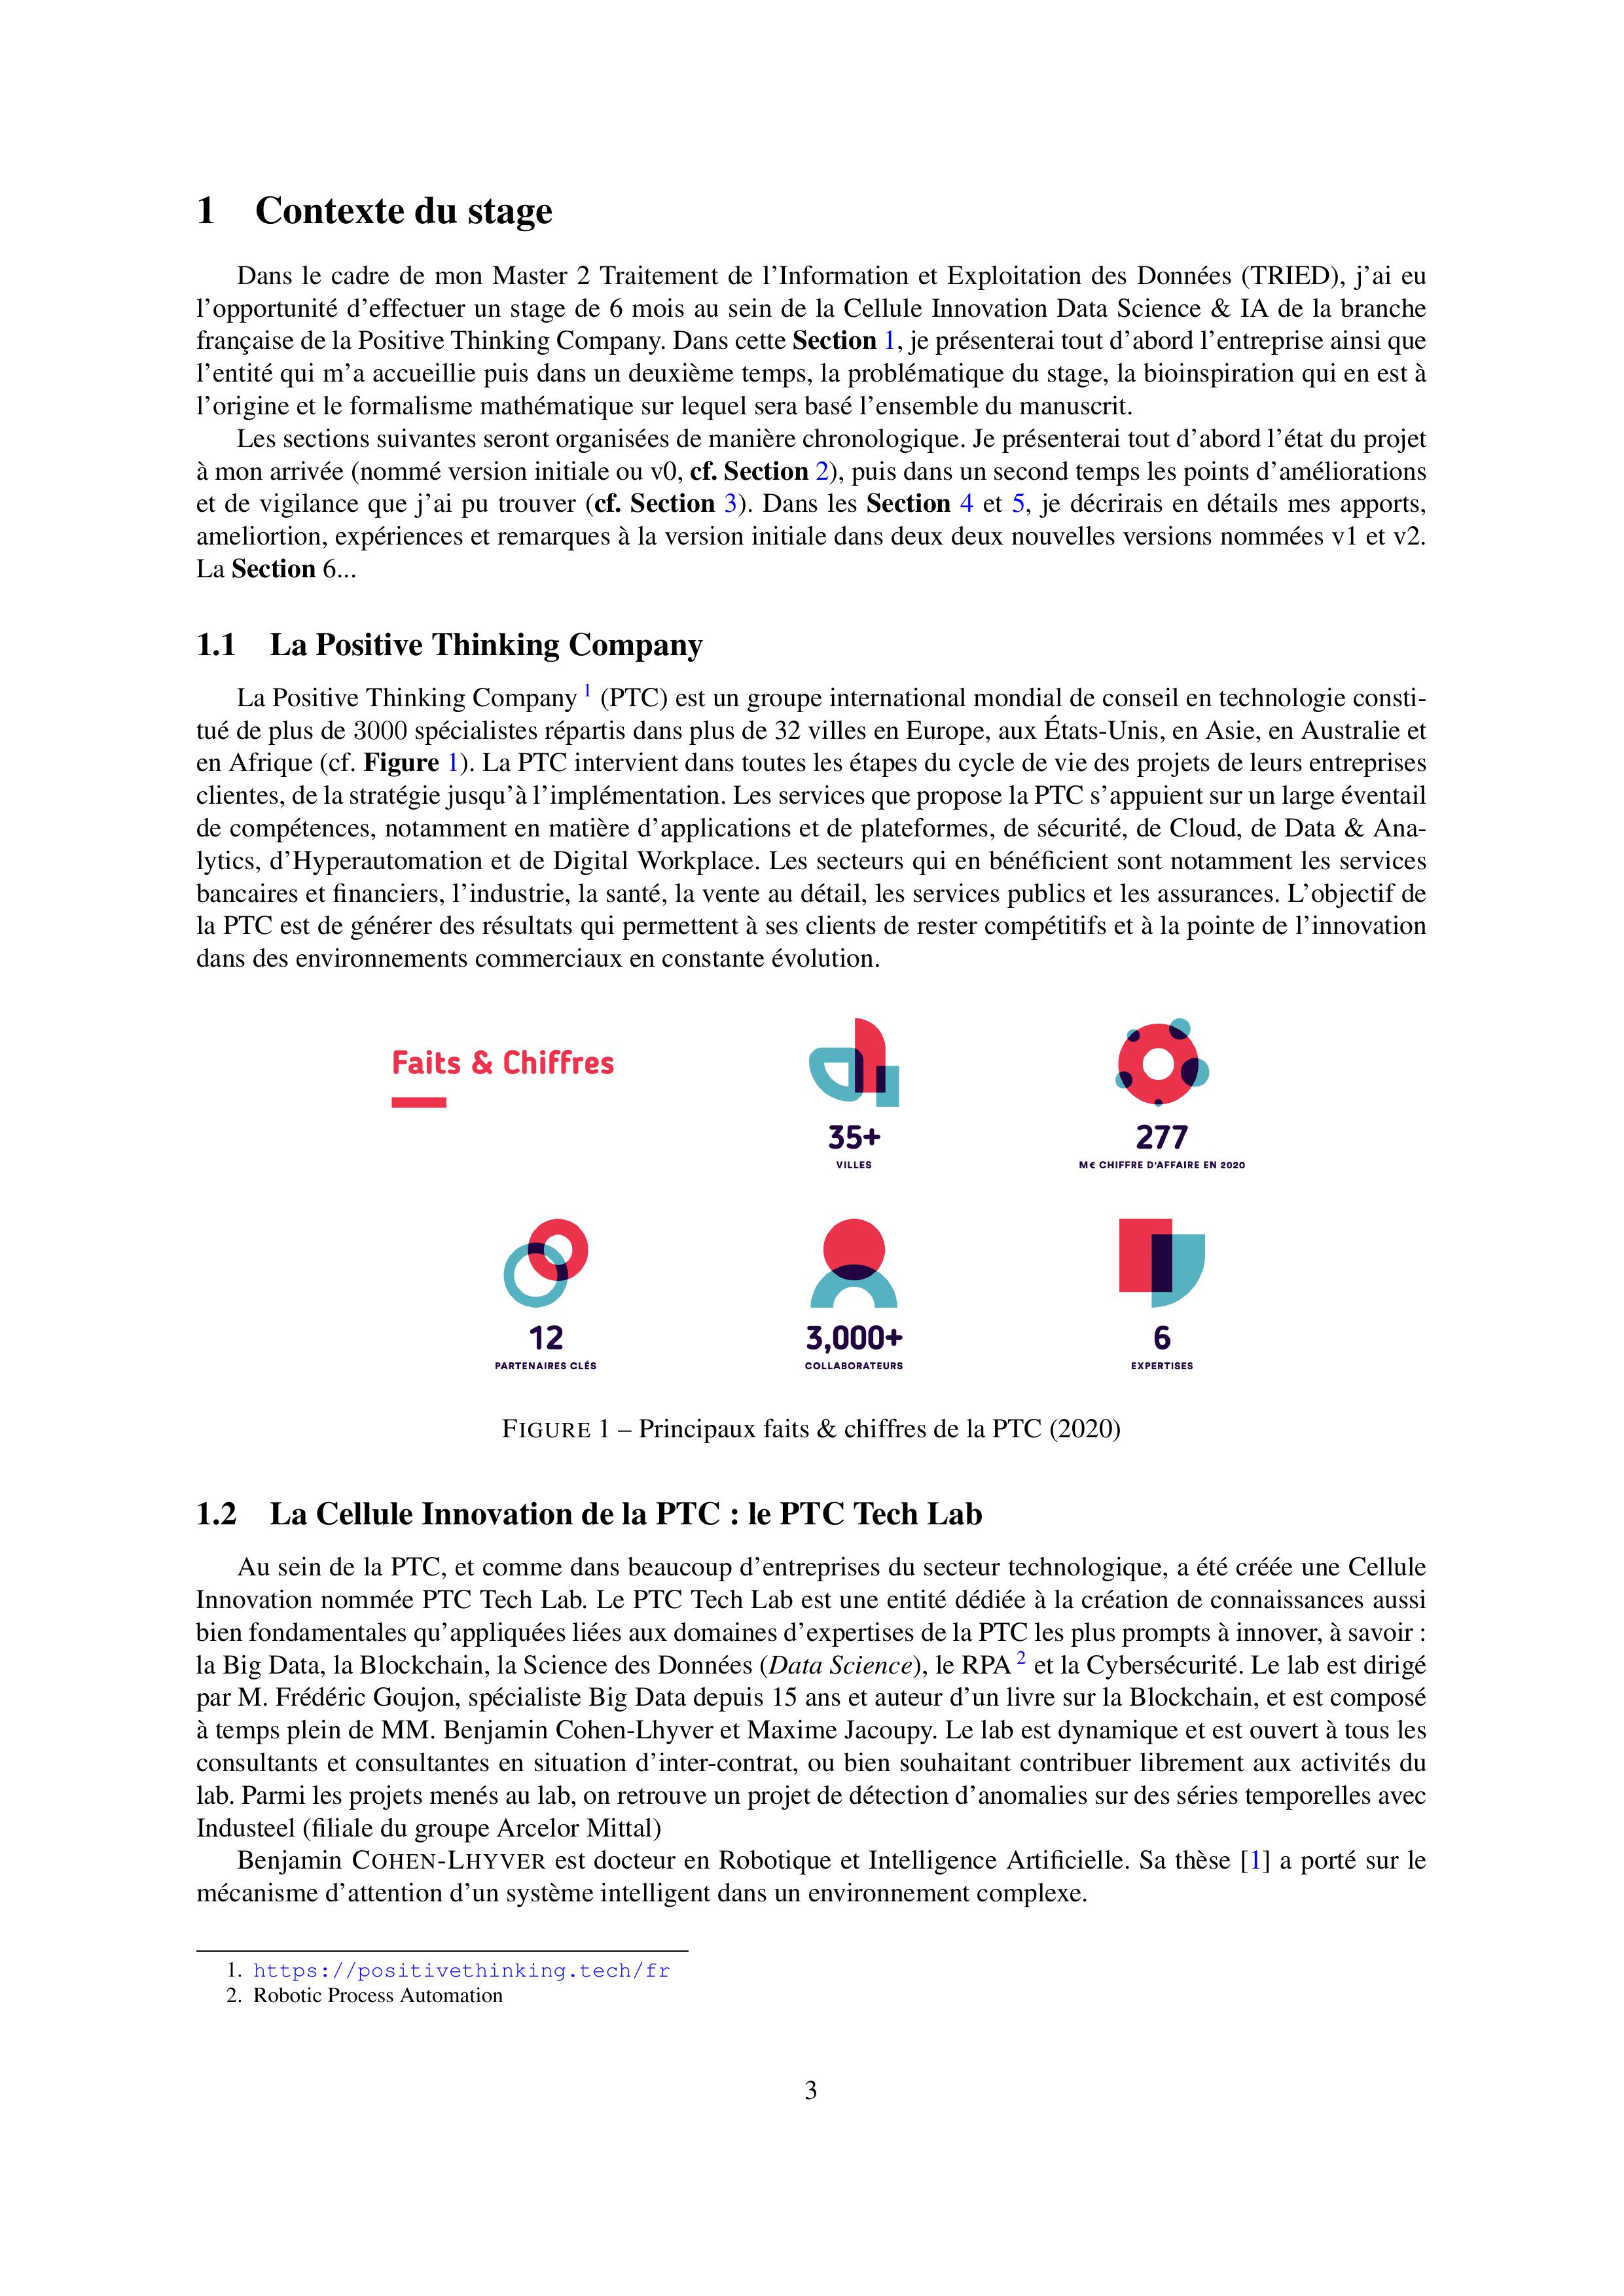 1 Contexte du stage
Dans le cadre de mon Master 2 Traitement de l'Information et Exploitation des Données (TRIED), j'ai eu
l'opportunité d'effectuer un stage de 6 mois au sein de la Cellule Innovation Data Science & IA de la branche
française de la Positive Thinking Company. Dans cette Section 1, je présenterai tout d'abord l'entreprise ainsi que
l'entité qui m'a accueillie puis dans un deuxième temps, la problématique du stage, la bioinspiration qui en est à
l'origine et le formalisme mathématique sur lequel sera basé l'ensemble du manuscrit.
Les sections suivantes seront organisées de manière chronologique. Je présenterai tout d'abord l'état du projet
à mon arrivée (nommé version initiale ou v0, cf. Section 2), puis dans un second temps les points d'améliorations
et de vigilance que j'ai pu trouver (cf. Section 3). Dans les Section 4 et 5, je décrirais en détails mes apports,
ameliortion, expériences et remarques à la version initiale dans deux deux nouvelles versions nommées v1 et v2.
La Section 6...
1.1 La Positive Thinking Company
La Positive Thinking Company 1 (PTC) est un groupe international mondial de conseil en technologie consti-
tué de plus de 3000 spécialistes répartis dans plus de 32 villes en Europe, aux États-Unis, en Asie, en Australie et
en Afrique (cf. Figure 1). La PTC intervient dans toutes les étapes du cycle de vie des projets de leurs entreprises
clientes, de la stratégie jusqu'à l'implémentation. Les services que propose la PTC s'appuient sur un large éventail
de compétences, notamment en matière d'applications et de plateformes, de sécurité, de Cloud, de Data & Ana-
lytics, d'Hyperautomation et de Digital Workplace. Les secteurs qui en bénéficient sont notamment les services
bancaires et financiers, l'industrie, la santé, la vente au détail, les services publics et les assurances. L'objectif de
la PTC est de générer des résultats qui permettent à ses clients de rester compétitifs et à la pointe de l'innovation
dans des environnements commerciaux en constante évolution.
Faits & Chiffres
35+
VILLES
277
M€ CHIFFRE D'AFFAIRE EN 2020
12
PARTENAIRES CLÉS
3,000+
COLLABORATEURS
6
EXPERTISES
FIGURE 1 – Principaux faits & chiffres de la PTC (2020)
1.2 La Cellule Innovation de la PTC : le PTC Tech Lab
Au sein de la PTC, et comme dans beaucoup d'entreprises du secteur technologique, a été créée une Cellule
Innovation nommée PTC Tech Lab. Le PTC Tech Lab est une entité dédiée à la création de connaissances aussi
bien fondamentales qu'appliquées liées aux domaines d'expertises de la PTC les plus prompts à innover, à savoir :
la Big Data, la Blockchain, la Science des Données (Data Science), le RPA 2 et la Cybersécurité. Le lab est dirigé
par M. Frédéric Goujon, spécialiste Big Data depuis 15 ans et auteur d'un livre sur la Blockchain, et est composé
à temps plein de MM. Benjamin Cohen-Lhyver et Maxime Jacoupy. Le lab est dynamique et est ouvert à tous les
consultants et consultantes en situation d'inter-contrat, ou bien souhaitant contribuer librement aux activités du
lab. Parmi les projets menés au lab, on retrouve un projet de détection d'anomalies sur des séries temporelles avec
Industeel (filiale du groupe Arcelor Mittal)
Benjamin COHEN-LHYVER est docteur en Robotique et Intelligence Artificielle. Sa thèse [1] a porté sur le
mécanisme d'attention d'un système intelligent dans un environnement complexe.
1. https://positivethinking.tech/fr
2. Robotic Process Automation
3